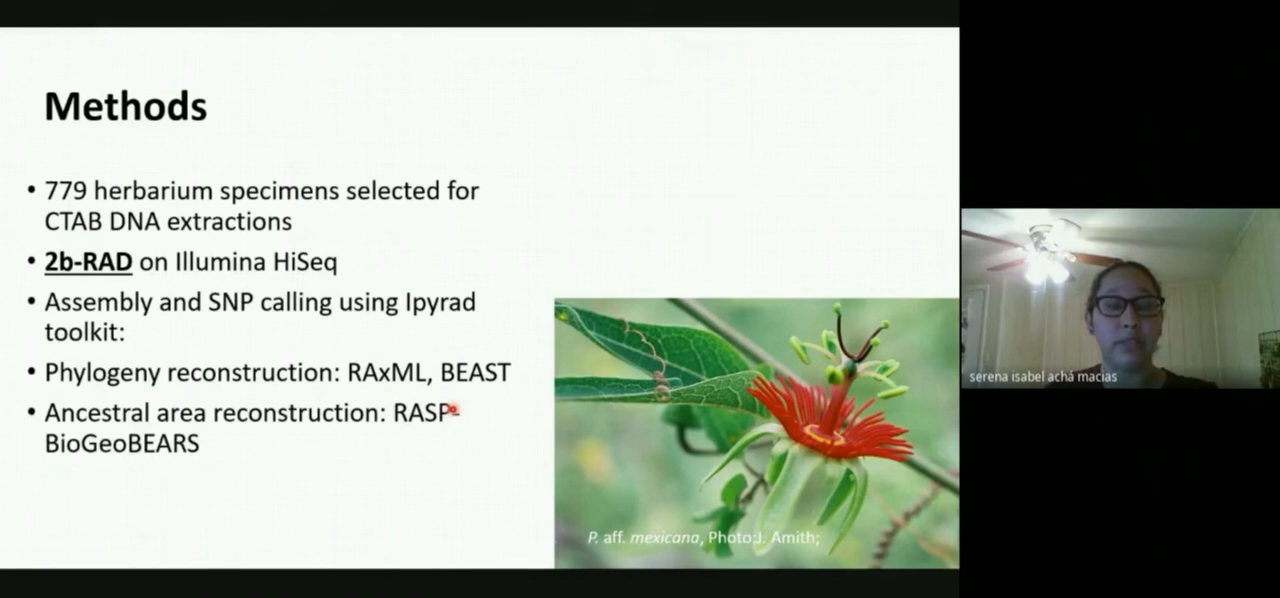 Methods
• 779 herbarium specimens selected for
CTAB DNA extractions
• 2b-RAD on Illumina HiSeq
• Assembly and SNP calling using Ipyrad
toolkit:
• Phylogeny reconstruction: RAxML, BEAST
• Ancestral area reconstruction: RASP-
BioGeoBEARS
P. aff. mexicana, Photo:J. Amith;
serena isabel achá macias